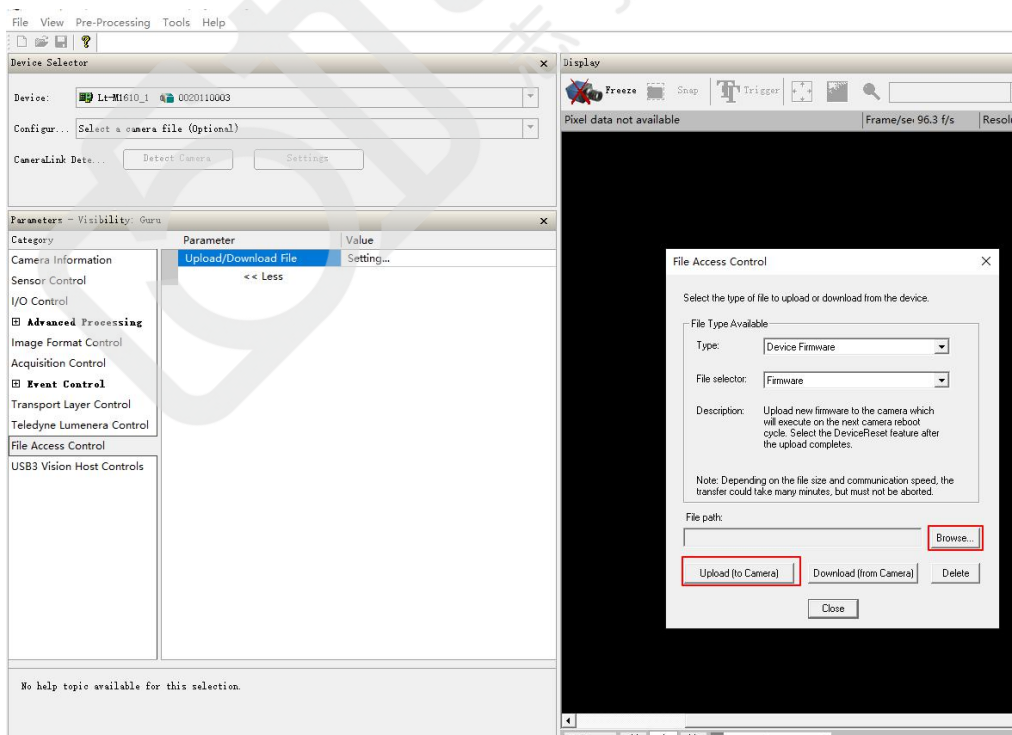 File View Pre-Processing Tools Help
Device Selector
Device: Lt-M1610_1 0020110003
Configur... Select a camera file (Optional)
CameraLink Dete... Detect Camera Settings
Parameters - Visibility: Guru
Category Parameter Value
Camera Information
Upload/Download File Setting...
Sensor Control
<< Less
I/O Control
Advanced Processing
Image Format Control
Acquisition Control
Event Control
Transport Layer Control
Teledyne Lumenera Control
File Access Control
USB3 Vision Host Controls
No help topic available for this selection.
Display
Freeze Snap Trigger
Pixel data not available Frame/se 96.3 f/s Resol
File Access Control
Select the type of file to upload or download from the device.
File Type Available
Type: Device Firmware
File selector: Firmware
Description: Upload new firmware to the camera which
will execute on the next camera reboot
cycle. Select the DeviceReset feature after
the upload completes.
Note: Depending on the file size and communication speed, the
transfer could take many minutes, but must not be aborted.
File path:
Browse...
Upload (to Camera) Download (from Camera) Delete
Close
志